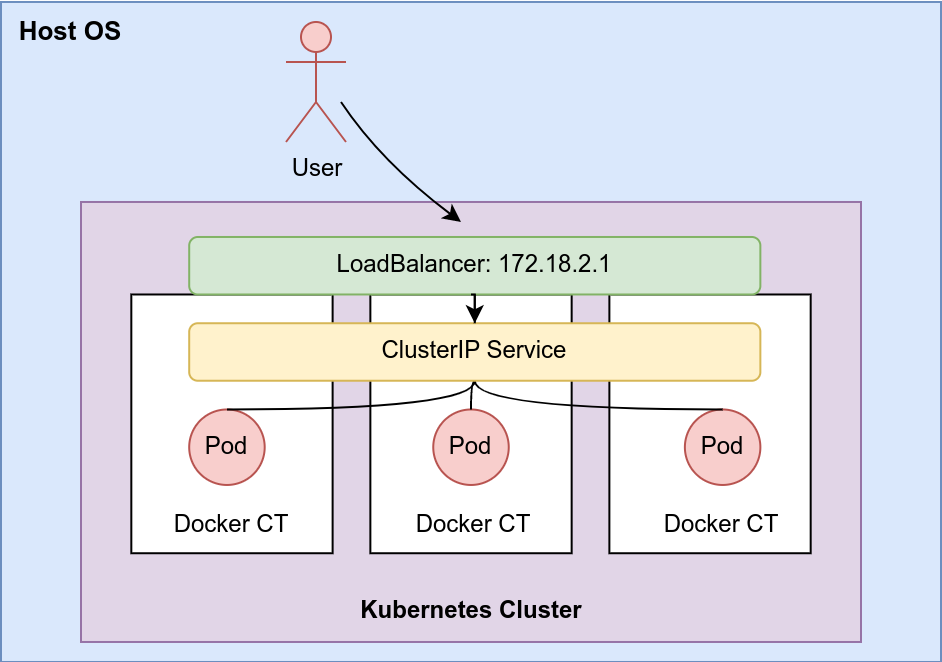 Host OS
User
LoadBalancer: 172.18.2.1
ClusterIP Service
Pod
Pod
Pod
Docker CT
Docker CT
Docker CT
Kubernetes Cluster